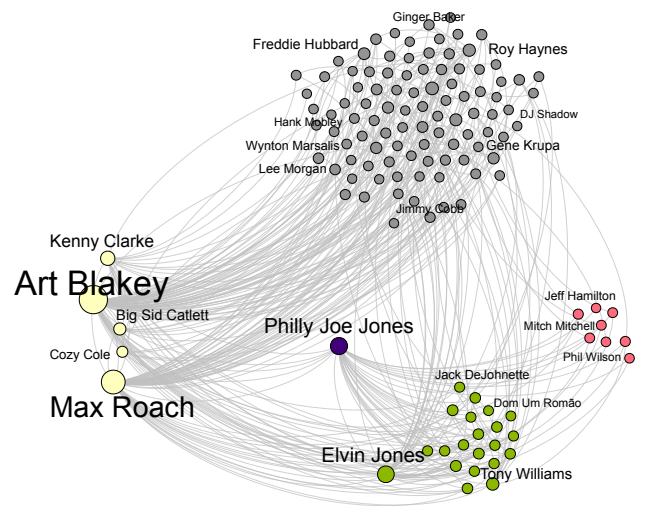 Ginger Baker
Freddie Hubbard
Roy Haynes
Hank Mobley
DJ Shadow
Wynton Marsalis
Gene Krupa
Lee Morgan
Jimmy Cobb
Kenny Clarke
Art Blakey
Big Sid Catlett
Jeff Hamilton
Philly Joe Jones
Mitch Mitchell
Cozy Cole
Phil Wilson
Jack DeJohnette
Max Roach
Dom Um Romão
Elvin Jones
Tony Williams